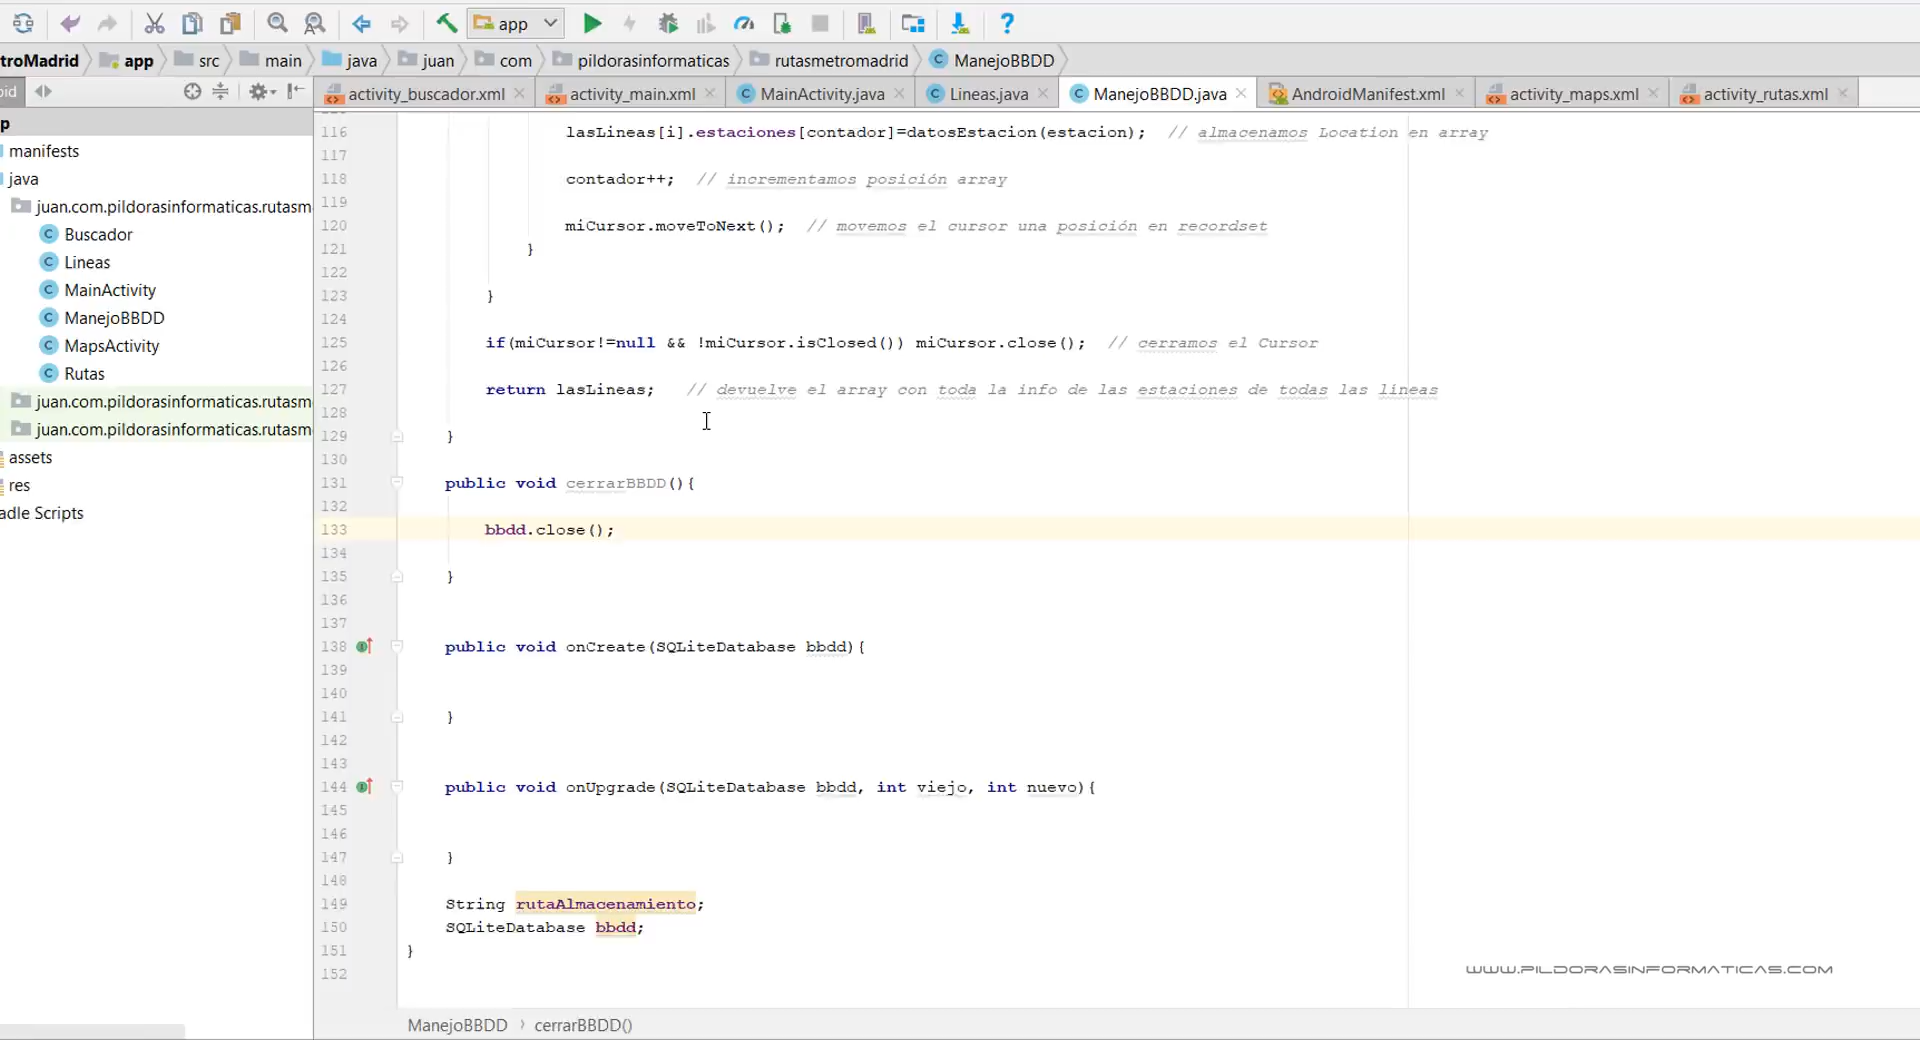 app
troMadrid app src main java juan com pildorasinformaticas rutasmetromadrid ManejoBBDD
oid
activity_buscador.xml activity_main.xml MainActivity.java Lineas.java ManejoBBDD.java AndroidManifest.xml activity_maps.xml activity_rutas.xml
p
manifests
java
juan.com.pildorasinformaticas.rutasm
Buscador
Lineas
MainActivity
ManejoBBDD
MapsActivity
Rutas
juan.com.pildorasinformaticas.rutasm
juan.com.pildorasinformaticas.rutasm
assets
res
adle Scripts
116 lasLineas[i].estaciones[contador]=datosEstacion(estacion); // almacenamos Location en array
117
118 contador++; // incrementamos posición array
119
120 miCursor.moveToNext(); // movemos el cursor una posición en recordset
121 }
122
123 }
124
125 if(miCursor!=null && !miCursor.isClosed()) miCursor.close(); // cerramos el Cursor
126
127 return lasLineas; // devuelve el array con toda la info de las estaciones de todas las lineas
128
129 }
130
131 public void cerrarBBDD(){
132
133 bbdd.close();
134
135 }
136
137
138 public void onCreate(SQLiteDatabase bbdd){
139
140
141 }
142
143
144 public void onUpgrade(SQLiteDatabase bbdd, int viejo, int nuevo){
145
146
147 }
148
149 String rutaAlmacenamiento;
150 SQLiteDatabase bbdd;
151 }
152
WWW.PILDORASINFORMATICAS.COM
ManejoBBDD › cerrarBBDD()